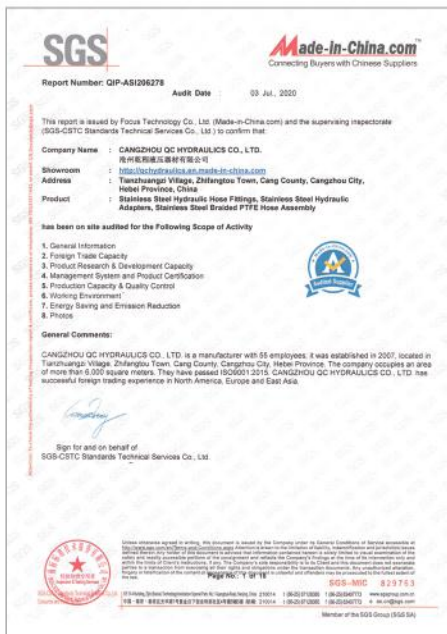 SGS
Made-in-China.com™
Connecting Buyers with Chinese Suppliers
Report Number: QIP-ASI206278
Audit Date : 03 Jul., 2020
This report is issued by Focus Technology Co., Ltd. (Made-in-China.com) and the supervising inspectorate
(SGS-CSTC Standards Technical Services Co., Ltd.) to confirm that:
Company Name : CANGZHOU QC HYDRAULICS CO., LTD.
沧州乾程液压器材有限公司
Showroom : http://qchydraulics.en.made-in-china.com
Address : Tianzhuangzi Village, Zhifangtou Town, Cang County, Cangzhou City,
Hebei Province, China
Product : Stainless Steel Hydraulic Hose Fittings, Stainless Steel Hydraulic
Adapters, Stainless Steel Braided PTFE Hose Assembly
has been on site audited for the Following Scope of Activity
1. General Information
2. Foreign Trade Capacity
3. Product Research & Development Capacity
4. Management System and Product Certification
5. Production Capacity & Quality Control
6. Working Environment
7. Energy Saving and Emission Reduction
8. Photos
Audited Supplier
General Comments:
CANGZHOU QC HYDRAULICS CO., LTD. is a manufacturer with 55 employees, it was established in 2007, located in
Tianzhuangzi Village, Zhifangtou Town, Cang County, Cangzhou City, Hebei Province. The company occupies an area
of more than 6,000 square meters. They have passed ISO9001:2015. CANGZHOU QC HYDRAULICS CO., LTD. has
successful foreign trading experience in North America, Europe and East Asia.
Sign for and on behalf of
SGS-CSTC Standards Technical Services Co., Ltd.
Page No.: 1 of 18
SGS-MIC 829753
Member of the SGS Group (SGS SA)